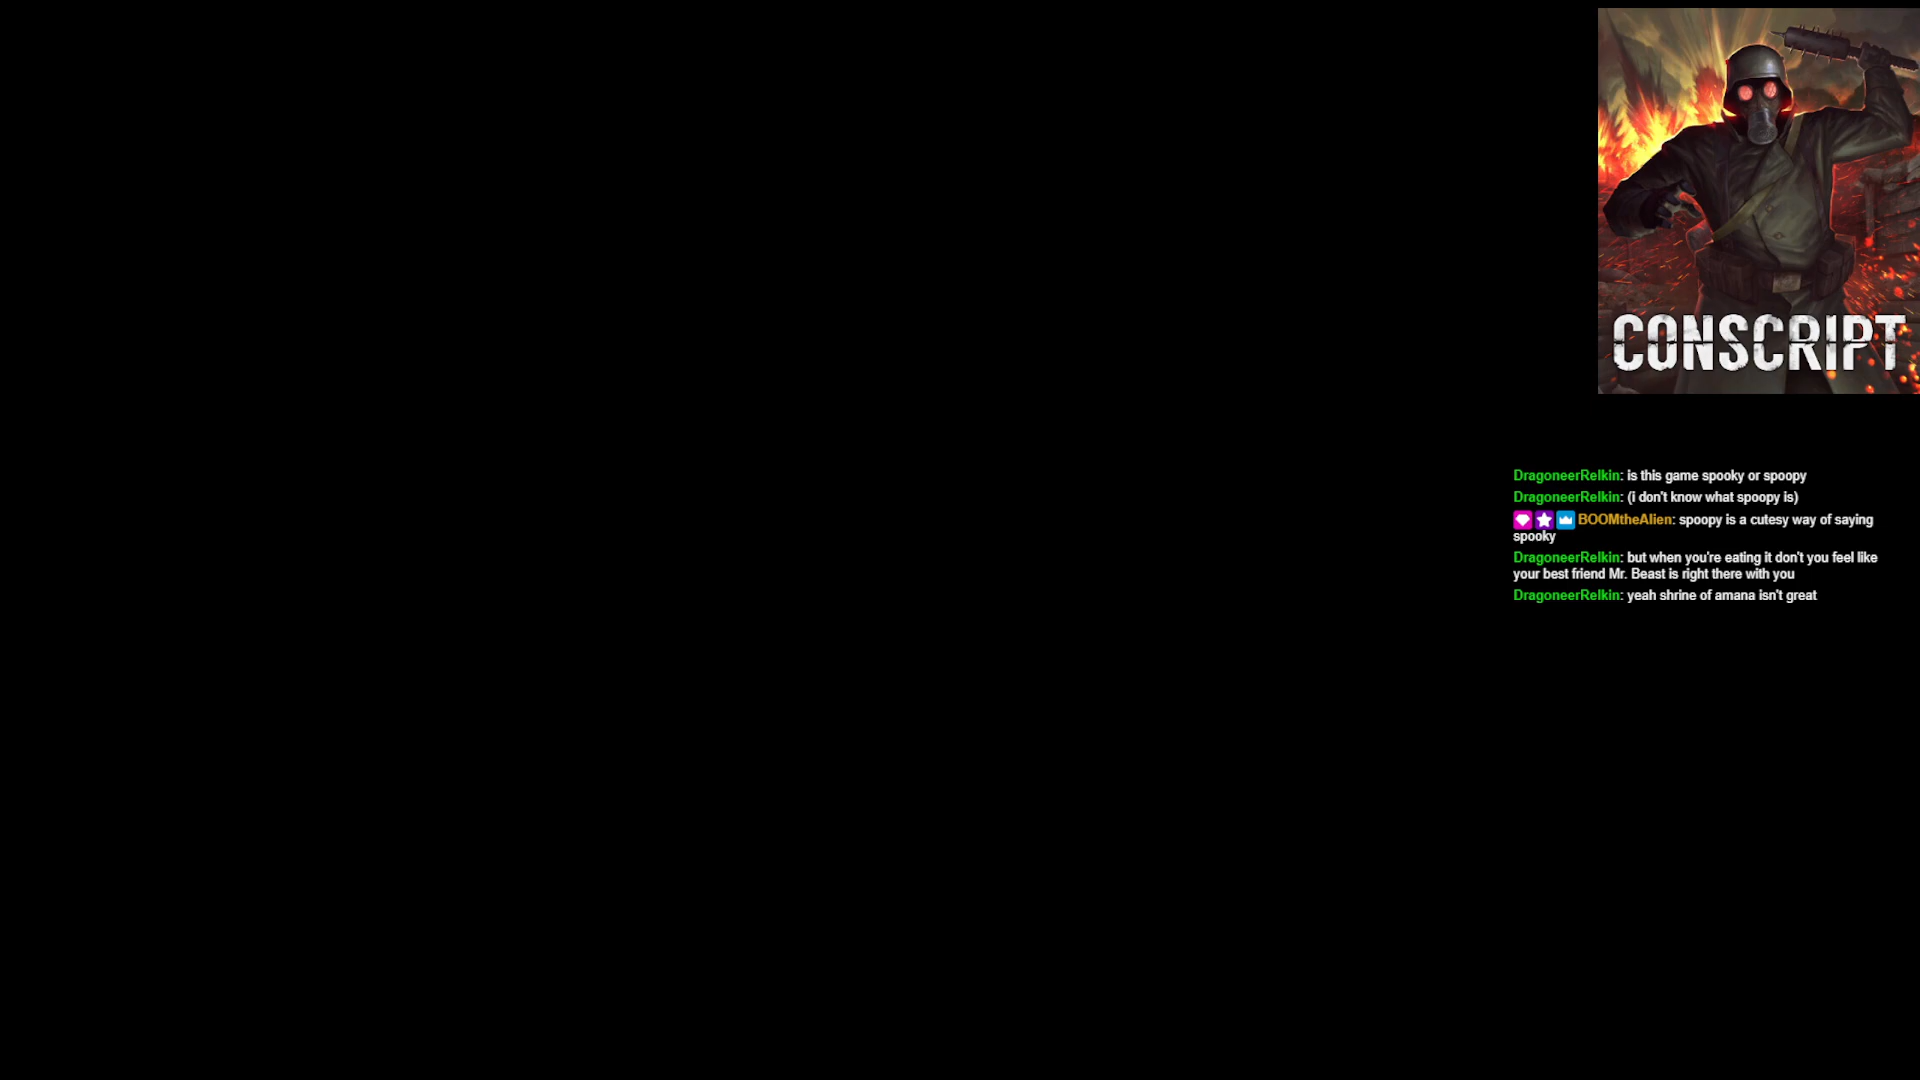 CONSCRIPT
DragoneerRelkin: is this game spooky or spoopy
DragoneerRelkin: (i don't know what spoopy is)
BOOMtheAlien: spoopy is a cutesy way of saying
spooky
DragoneerRelkin: but when you're eating it don't you feel like
your best friend Mr. Beast is right there with you
DragoneerRelkin: yeah shrine of amana isn't great